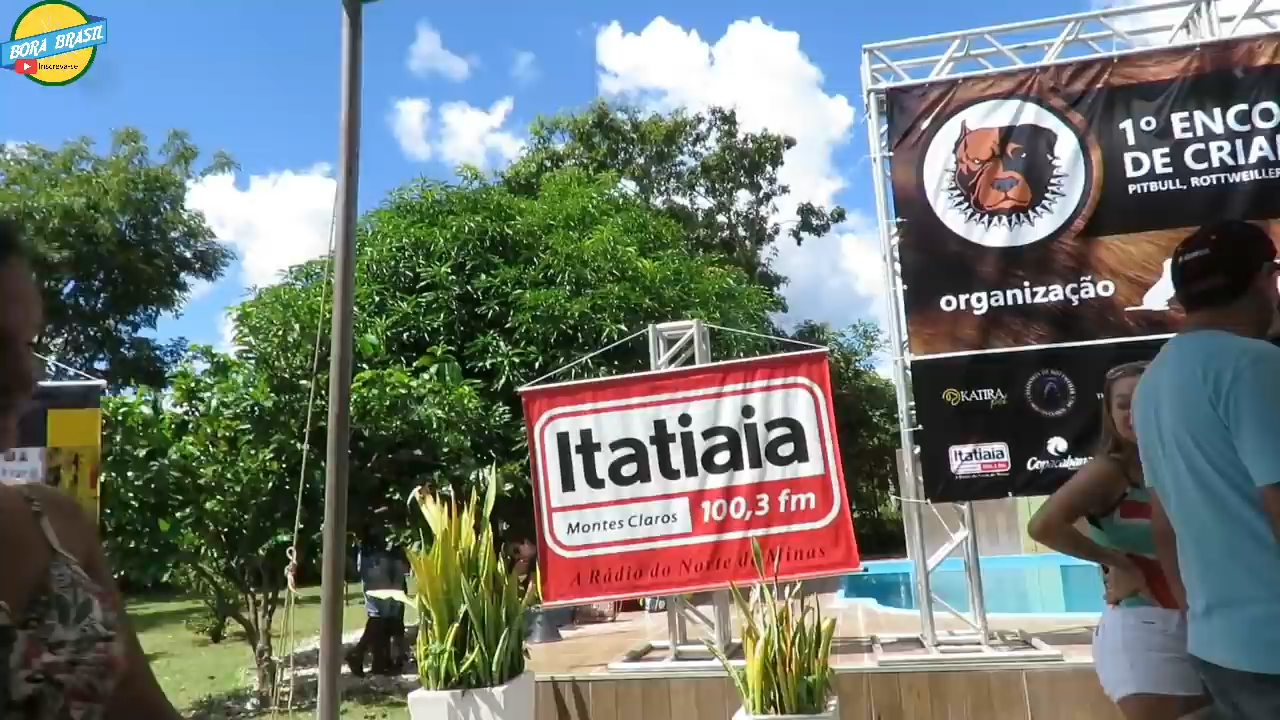 BORA BRASIL
Inscreva-se
1º ENCO
DE CRIA
PITBULL, ROTTWEILLER
organização
KATIRA
Itatiaia
Copacabana
Itatiaia
Montes Claros 100,3 fm
A Rádio do Norte de Minas